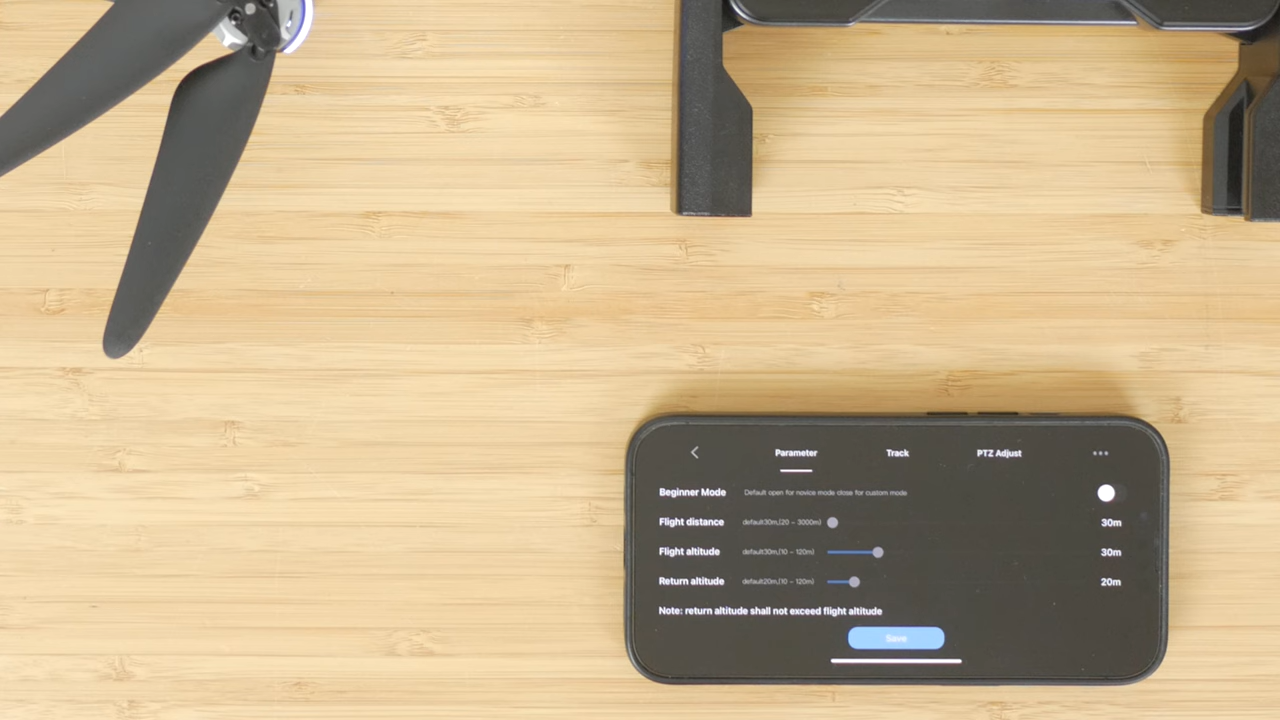 Parameter Track PTZ Adjust
Beginner Mode Default open for novice mode close for custom mode
Flight distance default30m,(20 ~ 3000m) 30m
Flight altitude default30m,(10 ~ 120m) 30m
Return altitude default20m,(10 ~ 120m) 20m
Note: return altitude shall not exceed flight altitude
Save